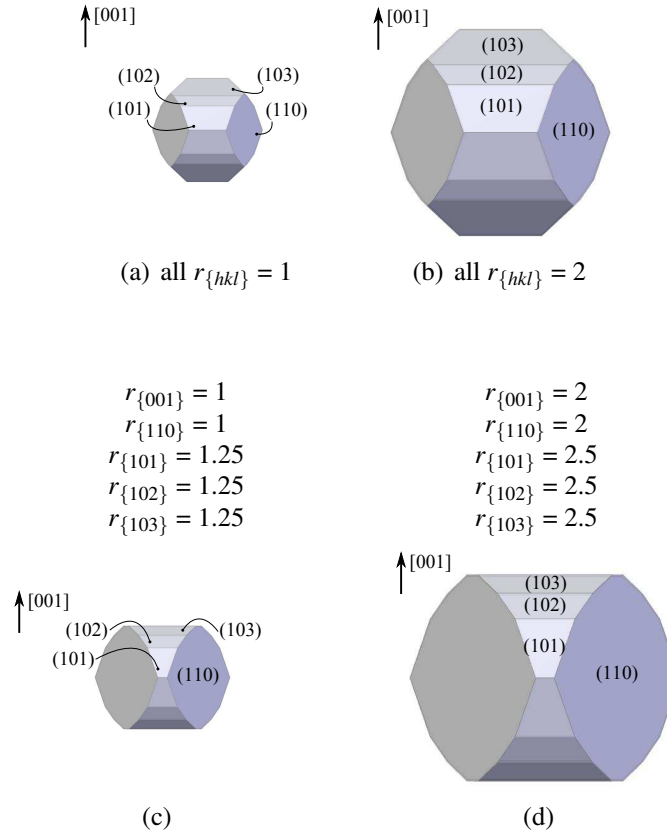 [001]
(102)
(103)
(101)
(110)
(a) all r{hkl} = 1
[001]
(103)
(102)
(101)
(110)
(b) all r{hkl} = 2
r{001} = 1
r{110} = 1
r{101} = 1.25
r{102} = 1.25
r{103} = 1.25
[001]
(102)
(103)
(101)
(110)
(c)
r{001} = 2
r{110} = 2
r{101} = 2.5
r{102} = 2.5
r{103} = 2.5
[001]
(103)
(102)
(101)
(110)
(d)